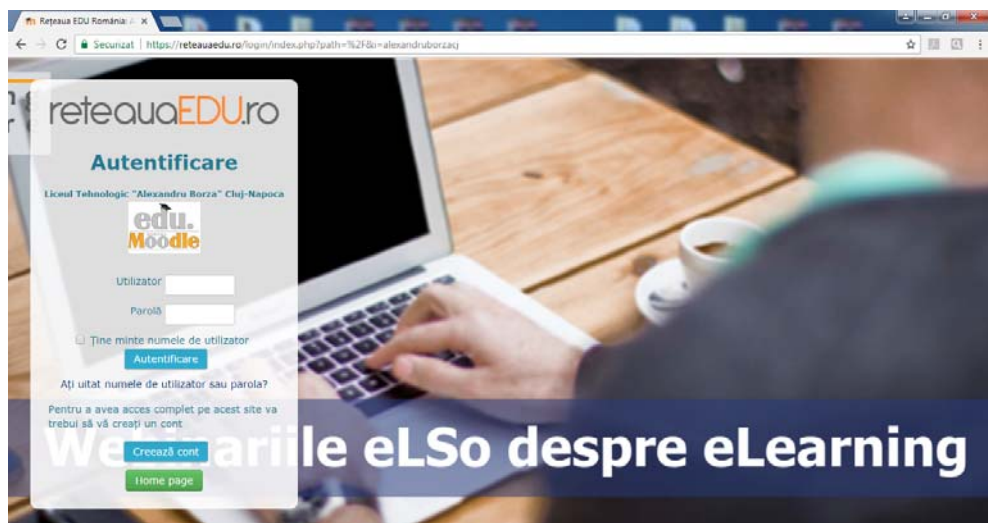 Rețeaua EDU România: A
Securizat | https://reteauaedu.ro/login/index.php?path=%2F&o=alexandruborzacj
reteauaEDU.ro
Autentificare
Liceul Tehnologic "Alexandru Borza" Cluj-Napoca
edu.
Moodle
Utilizator
Parolă
Ține minte numele de utilizator
Autentificare
Ați uitat numele de utilizator sau parola?
Pentru a avea acces complet pe acest site va
trebui să vă creați un cont
Creează cont
Home page
Webinariile eLSo despre eLearning